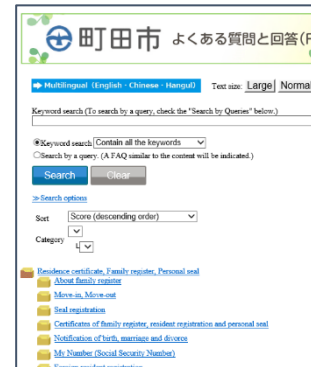 町田市 よくある質問と回答(F
Multilingual (English・Chinese・Hangul) Text size: Large Normal
Keyword search (To search by a query, check the "Search by Queries" below.)
Keyword search Contain all the keywords
Search by a query. (A FAQ similar to the content will be indicated.)
Search Clear
≫Search options
Sort Score (descending order)
Category
Residence certificate, Family register, Personal seal
About family register
Move-in, Move-out
Seal registration
Certificates of family register, resident registration and personal seal
Notification of birth, marriage and divorce
My Number (Social Security Number)
Foreign resident registration